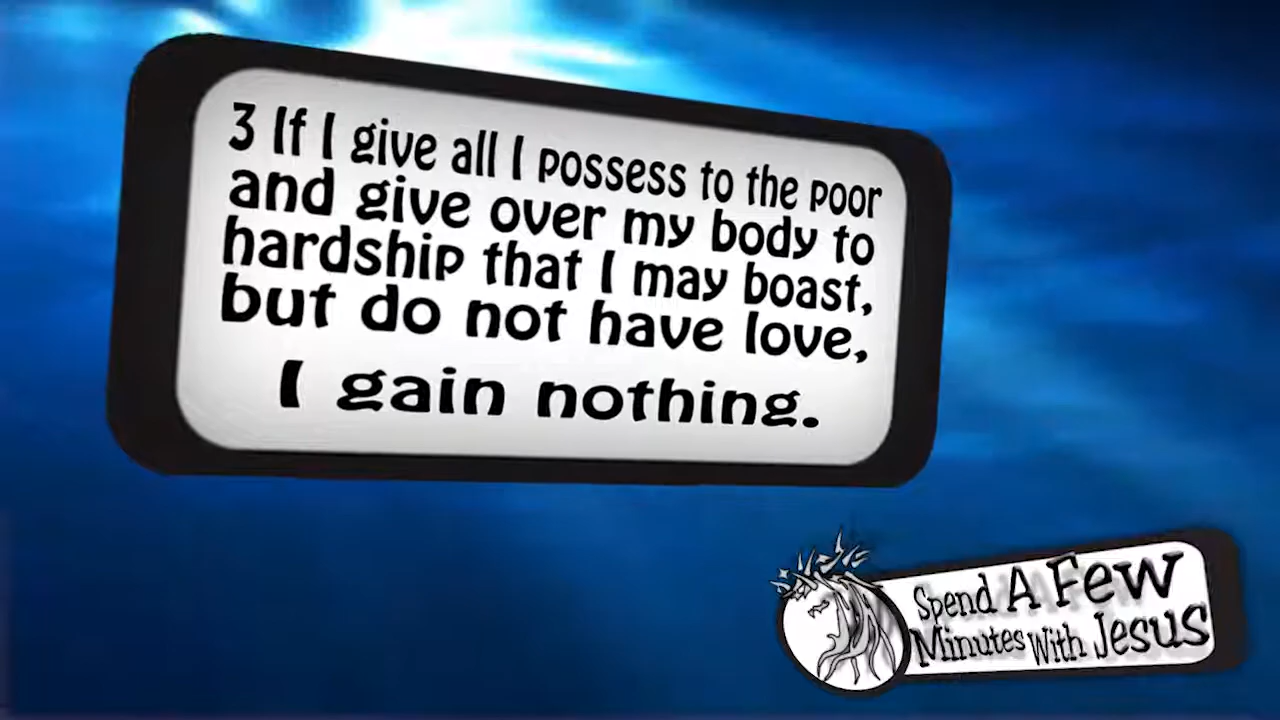 3 If I give all I possess to the poor
and give over my body to
hardship that I may boast,
but do not have love,
I gain nothing.
Spend A Few
Minutes With Jesus